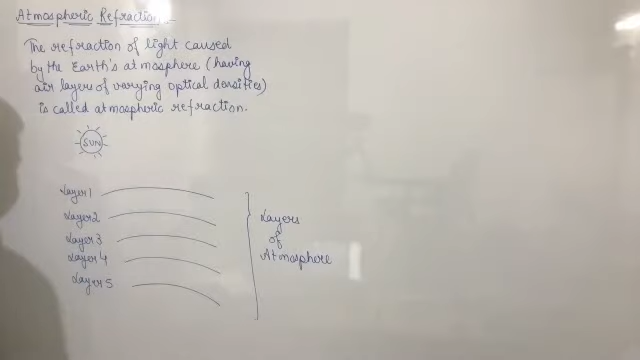 Atmospheric Refraction :-
The refraction of light caused
by the Earth's atmosphere (having
air layers of varying optical densities)
is called atmospheric refraction.
SUN
Layer 1
Layer 2
Layer 3
Layer 4
Layer 5
Layers
of
Atmosphere